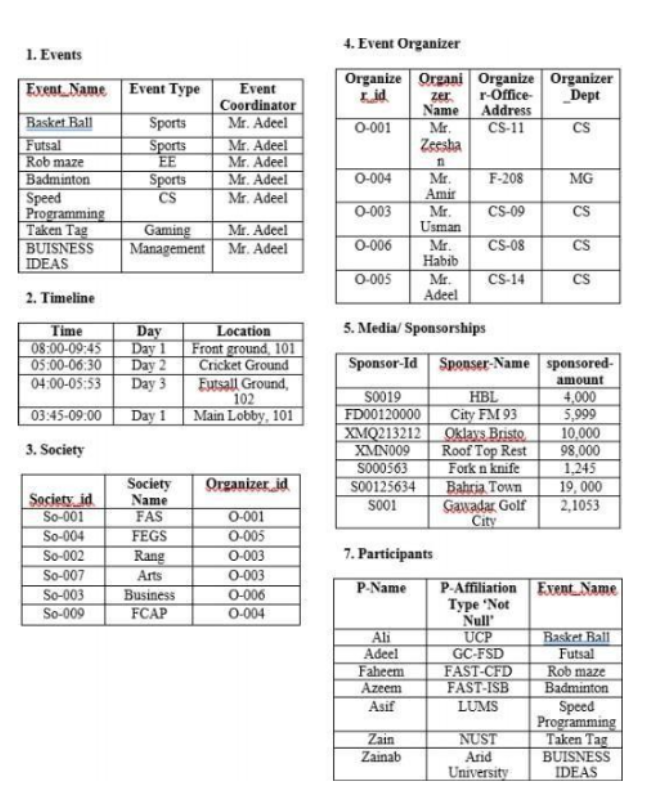 1. Events
Event_Name Event Type Event
Coordinator
Basket Ball Sports Mr. Adeel
Futsal Sports Mr. Adeel
Rob maze EE Mr. Adeel
Badminton Sports Mr. Adeel
Speed CS Mr. Adeel
Programming
Taken Tag Gaming Mr. Adeel
BUISNESS Management Mr. Adeel
IDEAS
2. Timeline
Time Day Location
08:00-09:45 Day 1 Front ground, 101
05:00-06:30 Day 2 Cricket Ground
04:00-05:53 Day 3 Futsall Ground,
102
03:45-09:00 Day 1 Main Lobby, 101
3. Society
Society_id Society Organizer_id
Name
So-001 FAS O-001
So-004 FEGS O-005
So-002 Rang O-003
So-007 Arts O-003
So-003 Business O-006
So-009 FCAP O-004
4. Event Organizer
Organize Organi Organize Organizer
r_id zer r-Office- _Dept
Name Address
O-001 Mr. CS-11 CS
Zeesha
n
O-004 Mr. F-208 MG
Amir
O-003 Mr. CS-09 CS
Usman
O-006 Mr. CS-08 CS
Habib
O-005 Mr. CS-14 CS
Adeel
5. Media/ Sponsorships
Sponsor-Id Sponser-Name sponsored-
amount
S0019 HBL 4,000
FD00120000 City FM 93 5,999
XMQ213212 Oklays Bristo 10,000
XMN009 Roof Top Rest 98,000
S000563 Fork n knife 1,245
S00125634 Bahria Town 19, 000
S001 Gawadar Golf 2,1053
City
7. Participants
P-Name P-Affiliation Event_Name
Type ‘Not
Null’
Ali UCP Basket Ball
Adeel GC-FSD Futsal
Faheem FAST-CFD Rob maze
Azeem FAST-ISB Badminton
Asif LUMS Speed
Programming
Zain NUST Taken Tag
Zainab Arid BUISNESS
University IDEAS